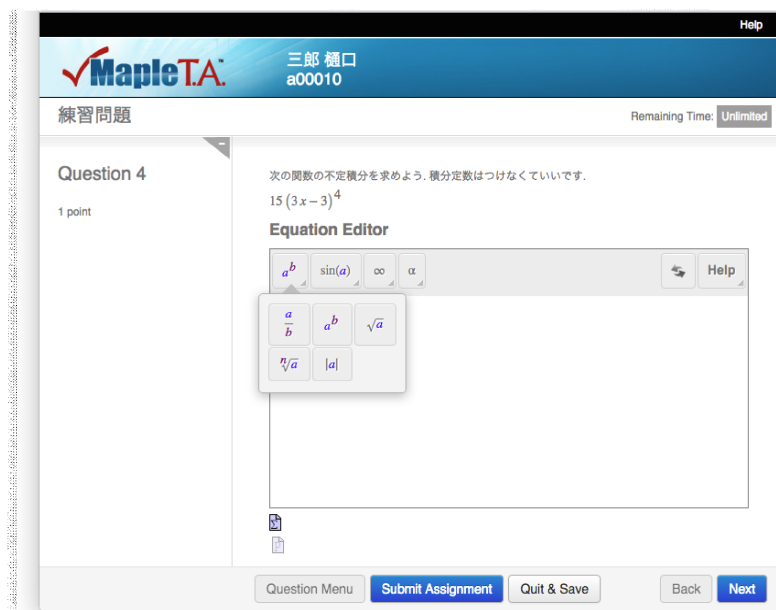 Help
MapleT.A.™
三郎 樋口
a00010
練習問題
Remaining Time: Unlimited
Question 4
1 point
次の関数の不定積分を求めよう. 積分定数はつけなくていいです.
15 (3 x − 3)^4
Equation Editor
a^b sin(a) ∞ α Help
a/b a^b √a
n√a |a|
Σ
Question Menu Submit Assignment Quit & Save Back Next